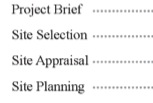 Project Brief ................
Site Selection ................
Site Appraisal ................
Site Planning ................